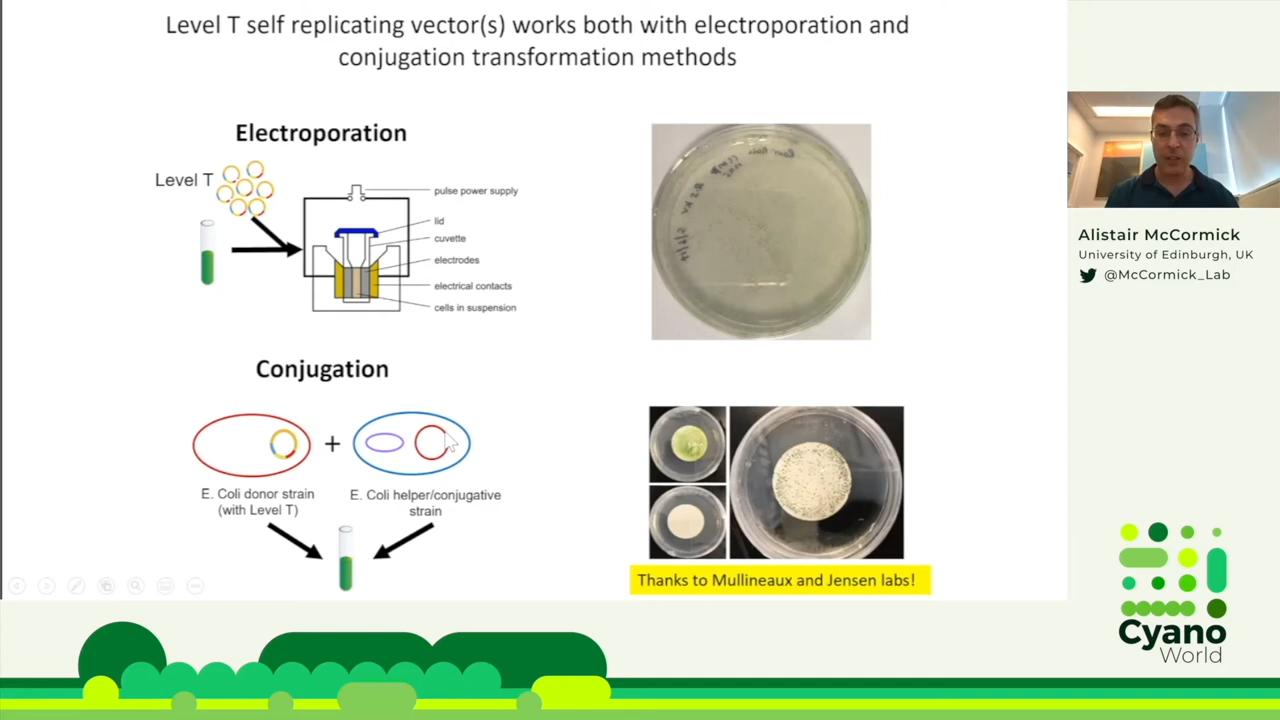 Level T self replicating vector(s) works both with electroporation and
conjugation transformation methods
Electroporation
Level T
pulse power supply
lid
cuvette
electrodes
electrical contacts
cells in suspension
Conjugation
+
E. Coli donor strain
(with Level T)
E. Coli helper/conjugative
strain
Thanks to Mullineaux and Jensen labs!
Alistair McCormick
University of Edinburgh, UK
@McCormick_Lab
Cyano
World